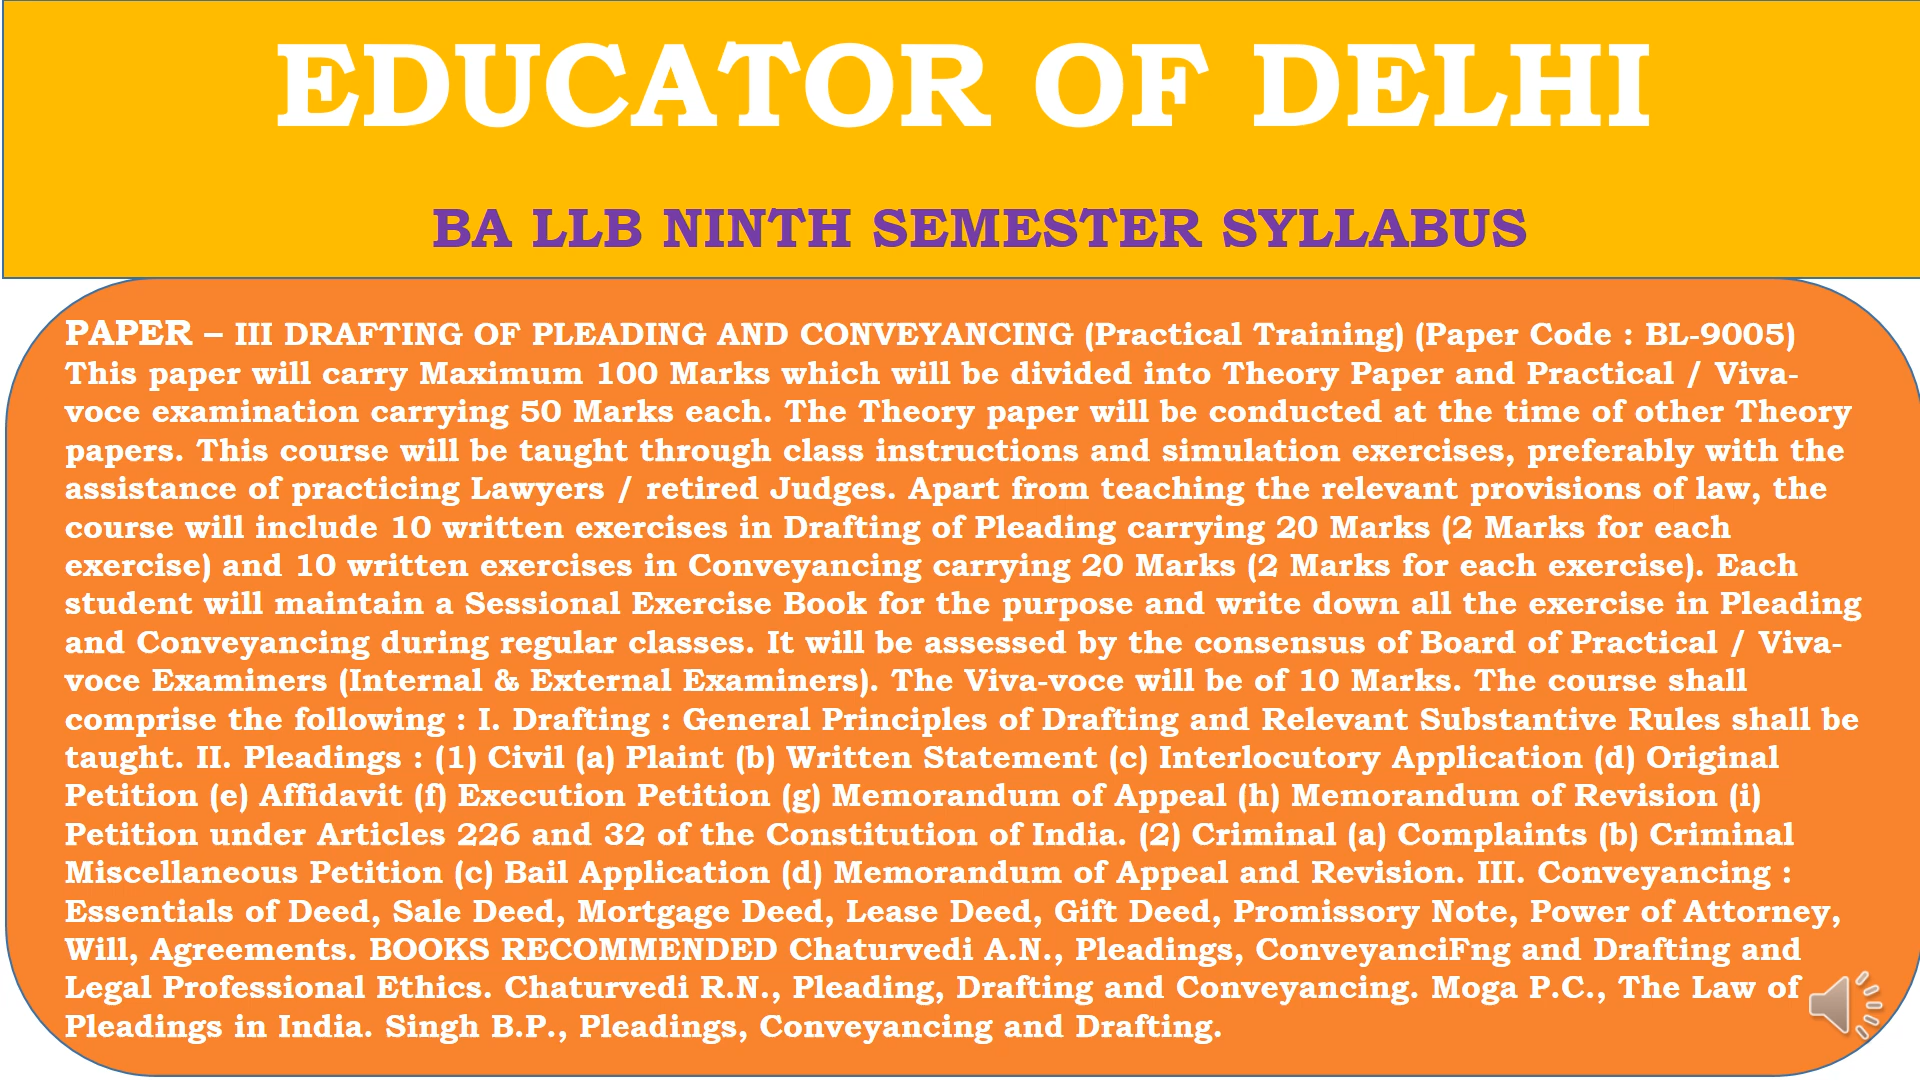 EDUCATOR OF DELHI
BA LLB NINTH SEMESTER SYLLABUS
PAPER – III DRAFTING OF PLEADING AND CONVEYANCING (Practical Training) (Paper Code : BL-9005)
This paper will carry Maximum 100 Marks which will be divided into Theory Paper and Practical / Viva-
voce examination carrying 50 Marks each. The Theory paper will be conducted at the time of other Theory
papers. This course will be taught through class instructions and simulation exercises, preferably with the
assistance of practicing Lawyers / retired Judges. Apart from teaching the relevant provisions of law, the
course will include 10 written exercises in Drafting of Pleading carrying 20 Marks (2 Marks for each
exercise) and 10 written exercises in Conveyancing carrying 20 Marks (2 Marks for each exercise). Each
student will maintain a Sessional Exercise Book for the purpose and write down all the exercise in Pleading
and Conveyancing during regular classes. It will be assessed by the consensus of Board of Practical / Viva-
voce Examiners (Internal & External Examiners). The Viva-voce will be of 10 Marks. The course shall
comprise the following : I. Drafting : General Principles of Drafting and Relevant Substantive Rules shall be
taught. II. Pleadings : (1) Civil (a) Plaint (b) Written Statement (c) Interlocutory Application (d) Original
Petition (e) Affidavit (f) Execution Petition (g) Memorandum of Appeal (h) Memorandum of Revision (i)
Petition under Articles 226 and 32 of the Constitution of India. (2) Criminal (a) Complaints (b) Criminal
Miscellaneous Petition (c) Bail Application (d) Memorandum of Appeal and Revision. III. Conveyancing :
Essentials of Deed, Sale Deed, Mortgage Deed, Lease Deed, Gift Deed, Promissory Note, Power of Attorney,
Will, Agreements. BOOKS RECOMMENDED Chaturvedi A.N., Pleadings, ConveyanciFng and Drafting and
Legal Professional Ethics. Chaturvedi R.N., Pleading, Drafting and Conveyancing. Moga P.C., The Law of
Pleadings in India. Singh B.P., Pleadings, Conveyancing and Drafting.